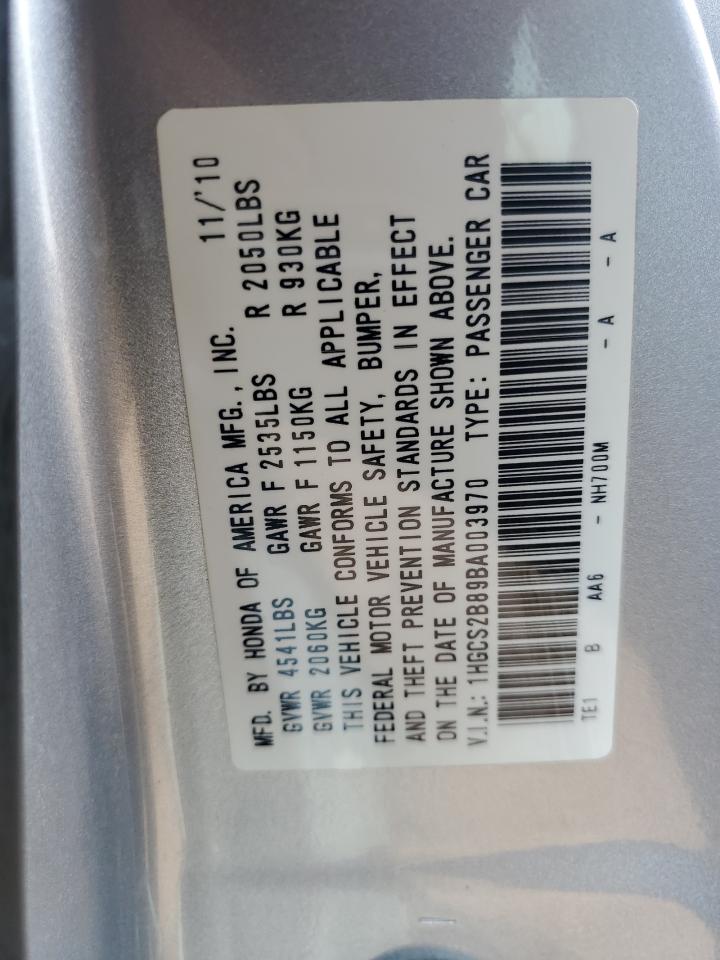 MFD. BY HONDA OF AMERICA MFG., INC. 11/'10
GVWR 4541LBS GAWR F 2535LBS R 2050LBS
GVWR 2060KG GAWR F 1150KG R 930KG
THIS VEHICLE CONFORMS TO ALL APPLICABLE
FEDERAL MOTOR VEHICLE SAFETY, BUMPER,
AND THEFT PREVENTION STANDARDS IN EFFECT
ON THE DATE OF MANUFACTURE SHOWN ABOVE.
V.I.N.: 1HGCS2B89BA003970 TYPE: PASSENGER CAR
TE1 B AA6 - NH700M - A - A